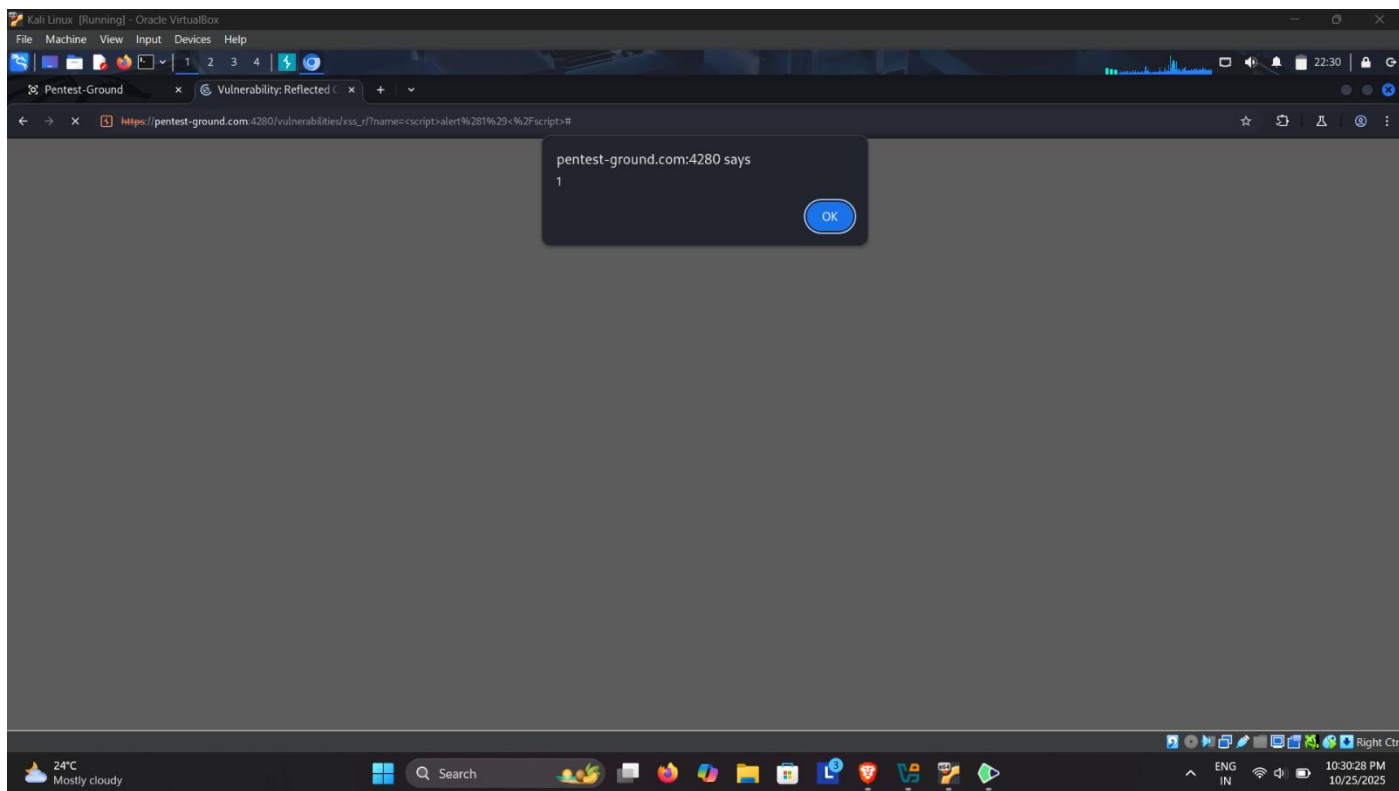 Kali Linux [Running] - Oracle VirtualBox
File Machine View Input Devices Help
1 2 3 4
22:30
Pentest-Ground
Vulnerability: Reflected C
https://pentest-ground.com:4280/vulnerabilities/xss_r/?name=<script>alert%281%29<%2Fscript>#
pentest-ground.com:4280 says
1
OK
Right Ctr
24°C
Mostly cloudy
Search
3
ENG
IN
10:30:28 PM
10/25/2025